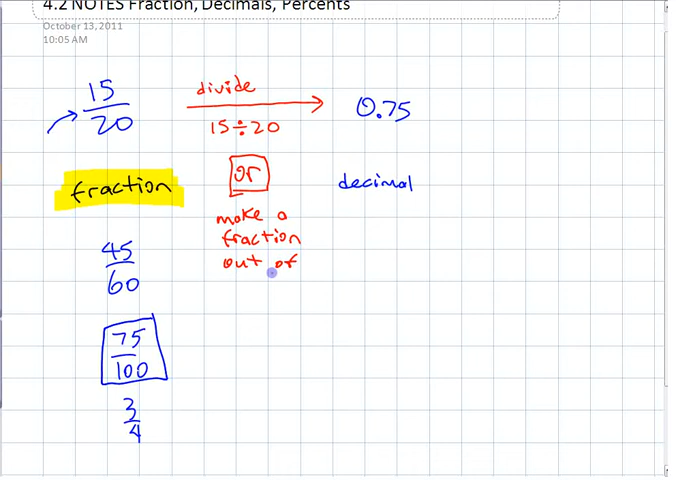 4.2 NOTES Fraction, Decimals, Percents
October 13, 2011
10:05 AM
15/20
divide
15 ÷ 20
0.75
fraction
or
decimal
make a
fraction
out of
45/60
75/100
3/4